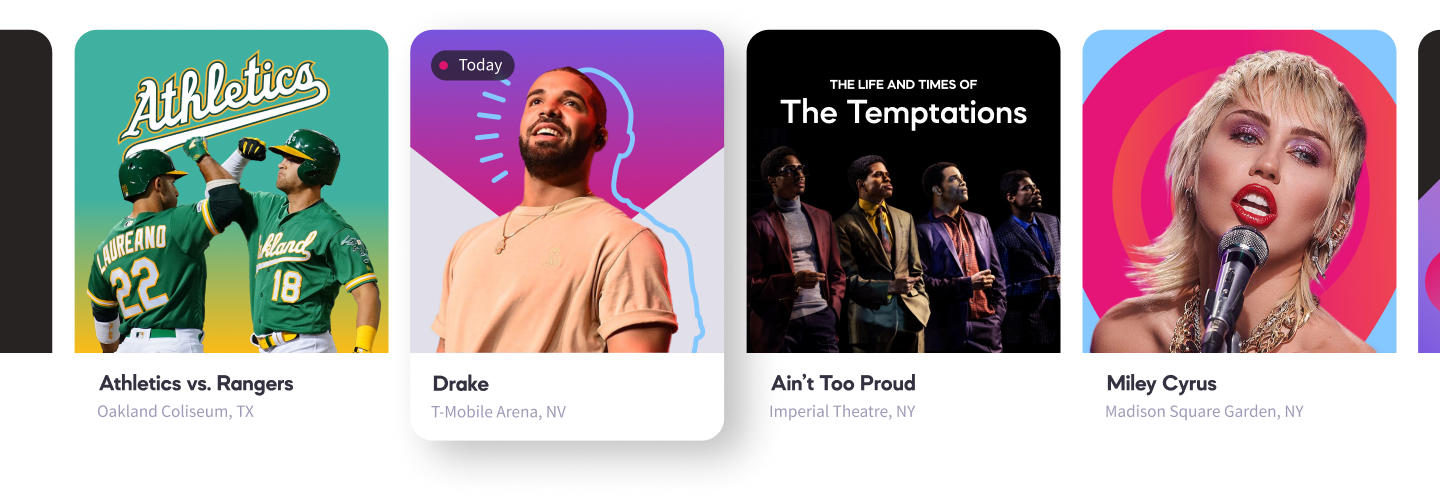 Athletics
LAUREANO
22
Oakland
18
Athletics vs. Rangers
Oakland Coliseum, TX
Today
Drake
T-Mobile Arena, NV
THE LIFE AND TIMES OF
The Temptations
Ain’t Too Proud
Imperial Theatre, NY
Miley Cyrus
Madison Square Garden, NY